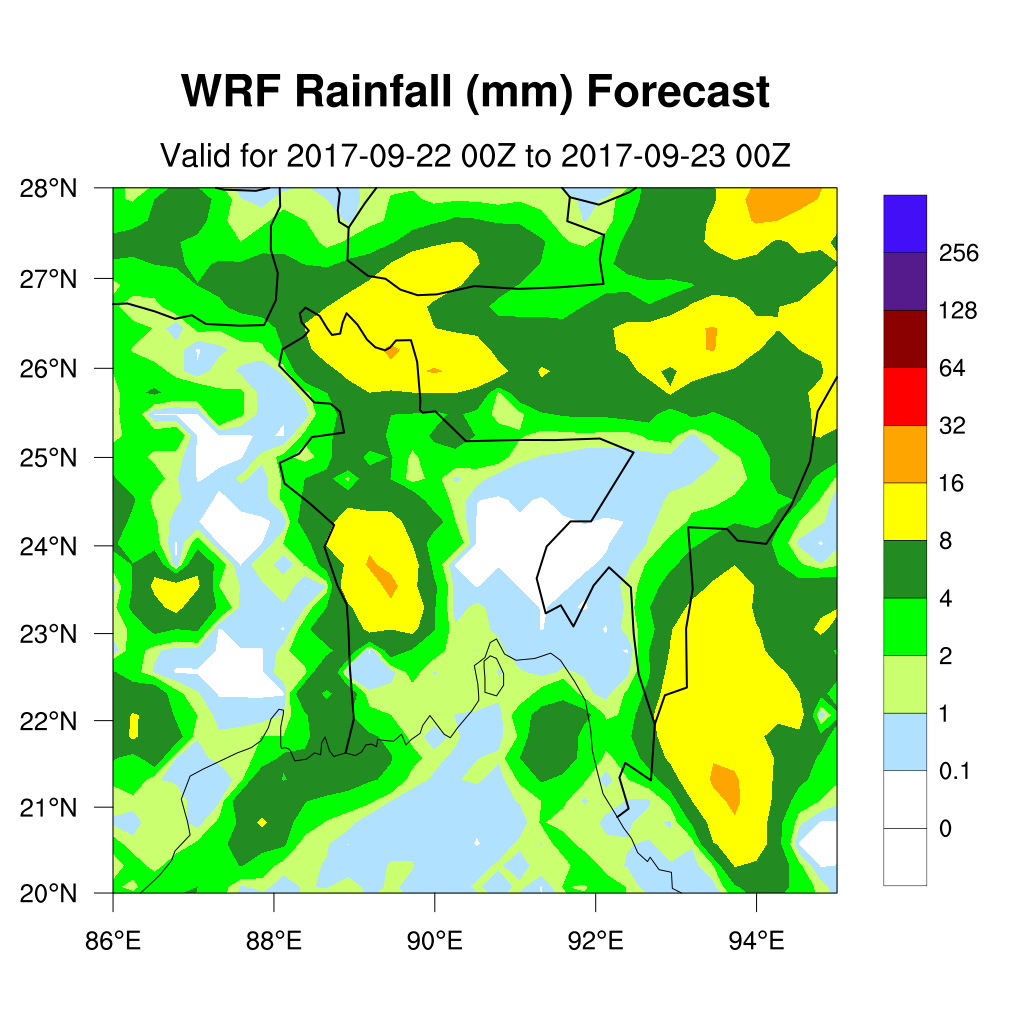 WRF Rainfall (mm) Forecast
Valid for 2017-09-22 00Z to 2017-09-23 00Z
28°N
27°N
26°N
25°N
24°N
23°N
22°N
21°N
20°N
86°E 88°E 90°E 92°E 94°E
256
128
64
32
16
8
4
2
1
0.1
0